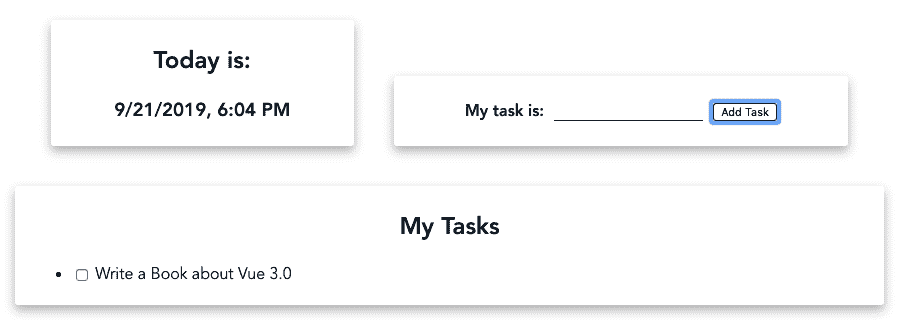 Today is:
9/21/2019, 6:04 PM
My task is: Add Task
My Tasks
Write a Book about Vue 3.0